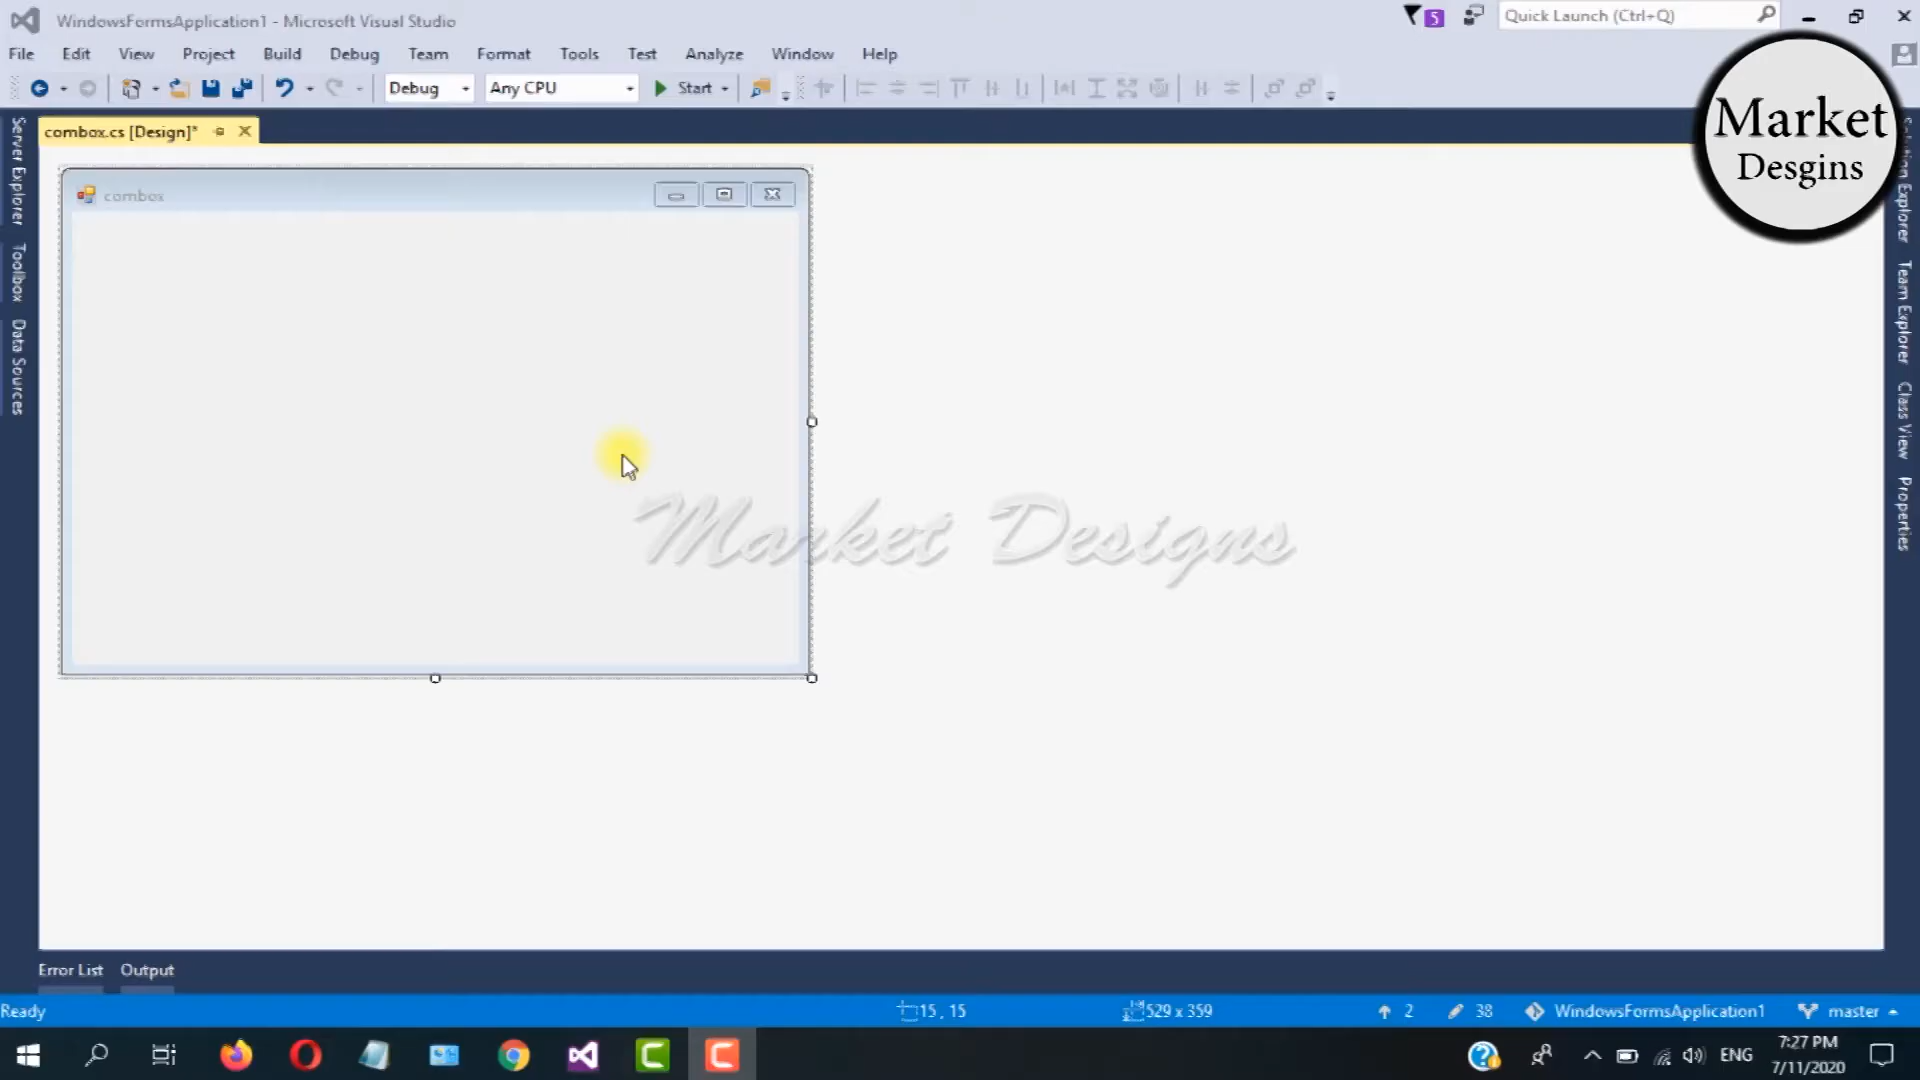 WindowsFormsApplication1 - Microsoft Visual Studio
5
Quick Launch (Ctrl+Q)
File Edit View Project Build Debug Team Format Tools Test Analyze Window Help
Debug Any CPU Start
Market
Desgins
combox.cs [Design]*
combox
Server Explorer
Toolbox
Data Sources
Solution Explorer
Team Explorer
Class View
Properties
Market Designs
Error List Output
Ready 15, 15 529 x 359 2 38 WindowsFormsApplication1 master
ENG
7:27 PM
7/11/2020